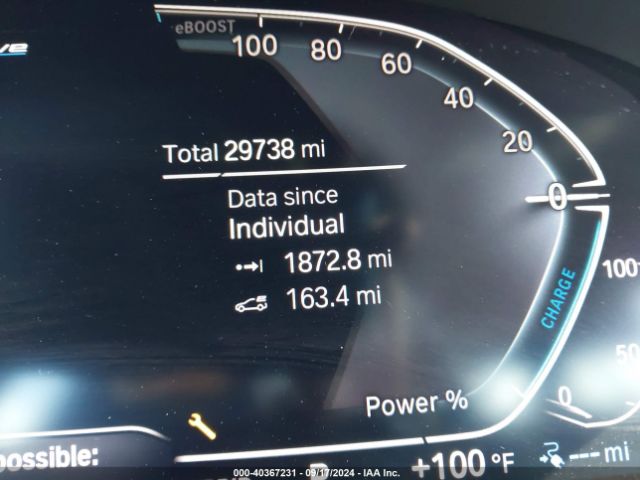 eBOOST
100 80 60 40 20 0
Total 29738 mi
Data since
Individual
1872.8 mi
163.4 mi
CHARGE
100
50
0
Power %
possible:
+100 °F
--- mi
000-40367231 - 09/17/2024 - IAA Inc.